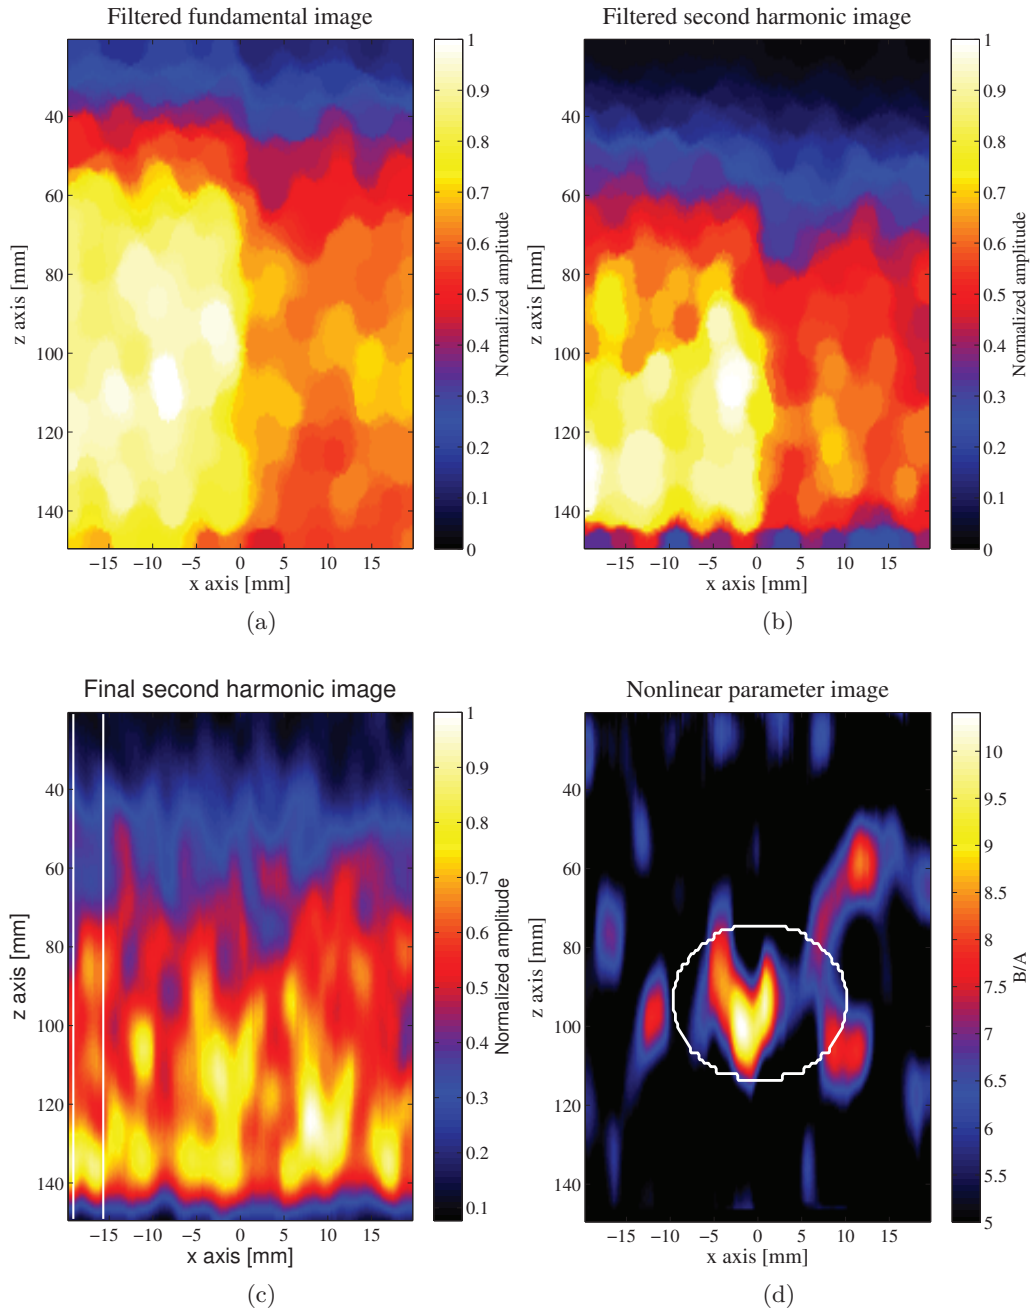 Filtered fundamental image
1
0.9
0.8
0.7
0.6
0.5
0.4
0.3
0.2
0.1
0
Normalized amplitude
40
60
80
100
120
140
z axis [mm]
−15 −10 −5 0 5 10 15
x axis [mm]
(a)
Filtered second harmonic image
1
0.9
0.8
0.7
0.6
0.5
0.4
0.3
0.2
0.1
0
Normalized amplitude
40
60
80
100
120
140
z axis [mm]
−15 −10 −5 0 5 10 15
x axis [mm]
(b)
Final second harmonic image
1
0.9
0.8
0.7
0.6
0.5
0.4
0.3
0.2
0.1
Normalized amplitude
40
60
80
100
120
140
z axis [mm]
−15 −10 −5 0 5 10 15
x axis [mm]
(c)
Nonlinear parameter image
10
9.5
9
8.5
8
7.5
7
6.5
6
5.5
5
B/A
40
60
80
100
120
140
z axis [mm]
−15 −10 −5 0 5 10 15
x axis [mm]
(d)